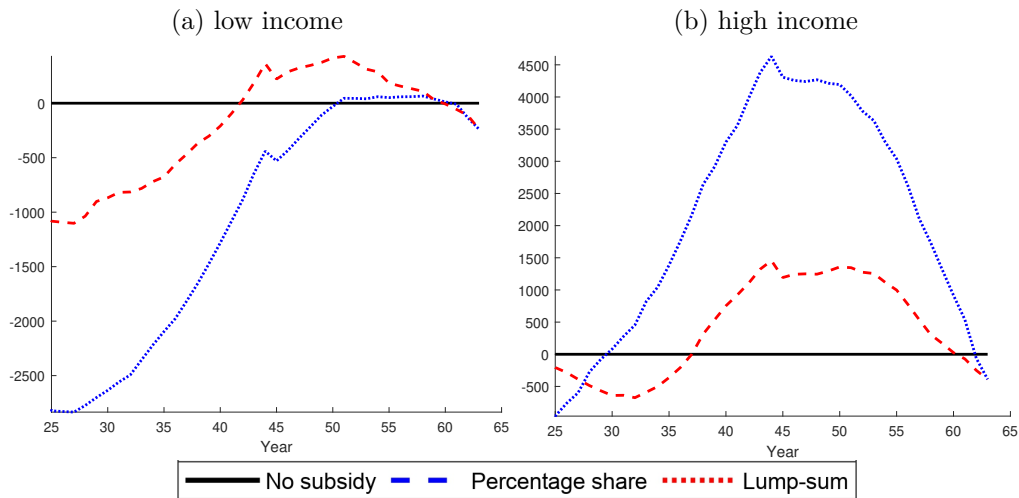 (a) low income
(b) high income
0
-500
-1000
-1500
-2000
-2500
25 30 35 40 45 50 55 60 65
Year
4500
4000
3500
3000
2500
2000
1500
1000
500
0
-500
25 30 35 40 45 50 55 60 65
Year
No subsidy Percentage share Lump-sum